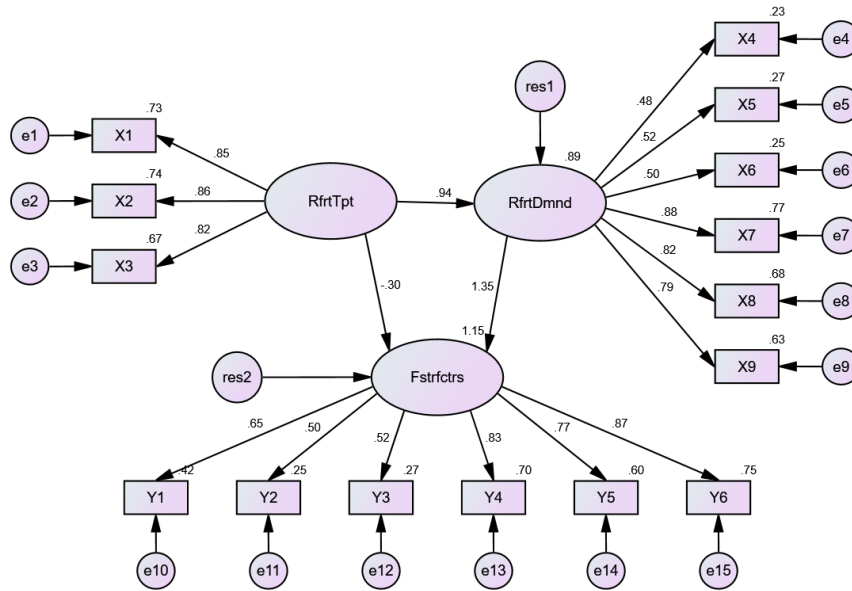 .23
X4
e4
.48
.27
X5
e5
.52
res1
.89
.25
X6
e6
.50
.73
e1
X1
.85
.74
e2
X2
.86
RfrtTpt
.94
RfrtDmnd
.77
X7
e7
.88
.67
e3
X3
.82
.68
X8
e8
.82
.63
X9
e9
.79
-.30
1.35
1.15
res2
Fstrfctrs
.65
.50
.52
.83
.77
.87
.42
.25
.27
.70
.60
.75
Y1
Y2
Y3
Y4
Y5
Y6
e10
e11
e12
e13
e14
e15